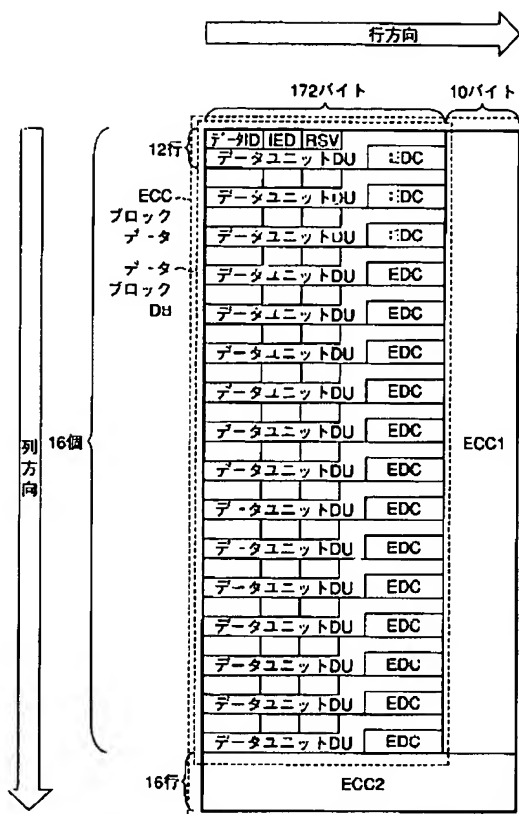 行方向
172バイト
10バイト
データID IED RSV
12行
データユニットDU EDC
ECC
ブロック
データ
データユニットDU EDC
データユニットDU EDC
データ
ブロック
DB
データユニットDU EDC
データユニットDU EDC
データユニットDU EDC
データユニットDU EDC
データユニットDU EDC
列方向
16個
データユニットDU EDC
ECC1
データユニットDU EDC
データユニットDU EDC
データユニットDU EDC
データユニットDU EDC
データユニットDU EDC
データユニットDU EDC
データユニットDU EDC
データユニットDU EDC
16行
ECC2